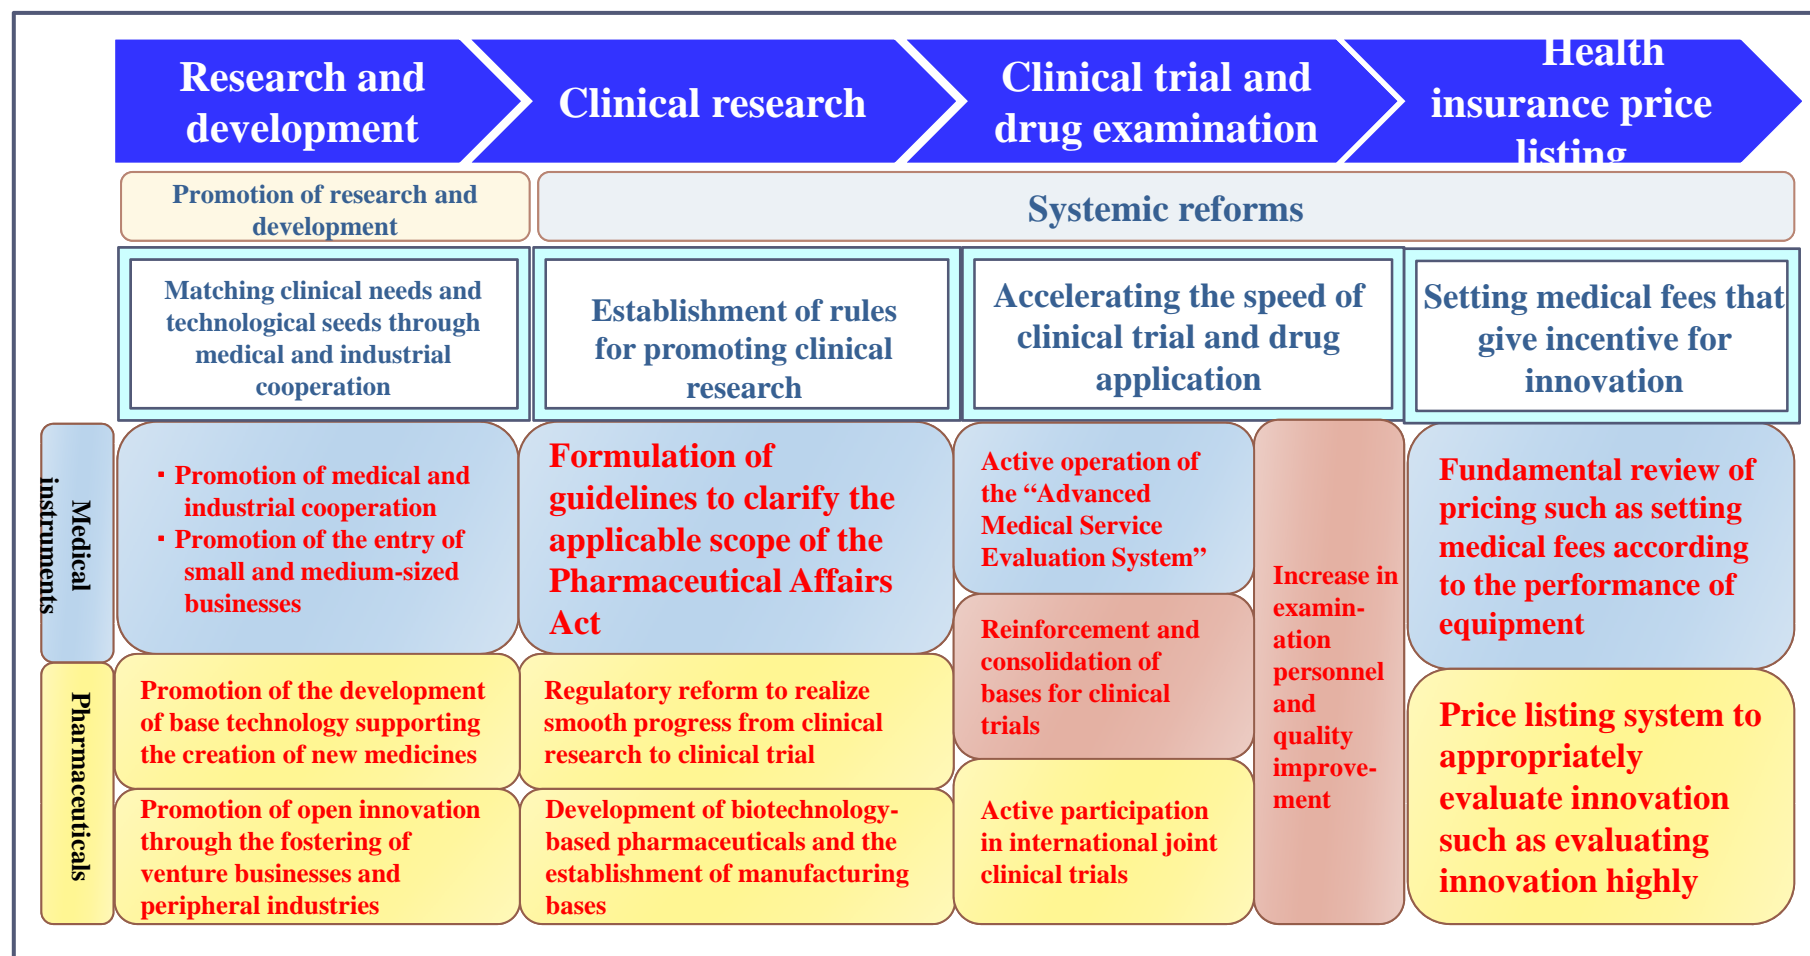 Research and
development
Clinical research
Clinical trial and
drug examination
Health
insurance price
listing
Promotion of research and
development
Systemic reforms
Matching clinical needs and
technological seeds through
medical and industrial
cooperation
Establishment of rules
for promoting clinical
research
Accelerating the speed of
clinical trial and drug
application
Setting medical fees that
give incentive for
innovation
Medical
instruments
・Promotion of medical and
industrial cooperation
・Promotion of the entry of
small and medium-sized
businesses
Formulation of
guidelines to clarify the
applicable scope of the
Pharmaceutical Affairs
Act
Active operation of
the “Advanced
Medical Service
Evaluation System”
Reinforcement and
consolidation of
bases for clinical
trials
Increase in
examin-
ation
personnel
and
quality
improve-
ment
Fundamental review of
pricing such as setting
medical fees according
to the performance of
equipment
Pharmaceuticals
Promotion of the development
of base technology supporting
the creation of new medicines
Promotion of open innovation
through the fostering of
venture businesses and
peripheral industries
Regulatory reform to realize
smooth progress from clinical
research to clinical trial
Development of biotechnology-
based pharmaceuticals and the
establishment of manufacturing
bases
Active participation
in international joint
clinical trials
Price listing system to
appropriately
evaluate innovation
such as evaluating
innovation highly